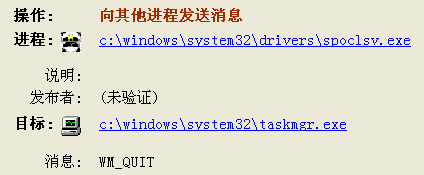 操作： 向其他进程发送消息
进程： c:\windows\system32\drivers\spoclsv.exe
说明：
发布者： (未验证)
目标： c:\windows\system32\taskmgr.exe
消息： WM_QUIT